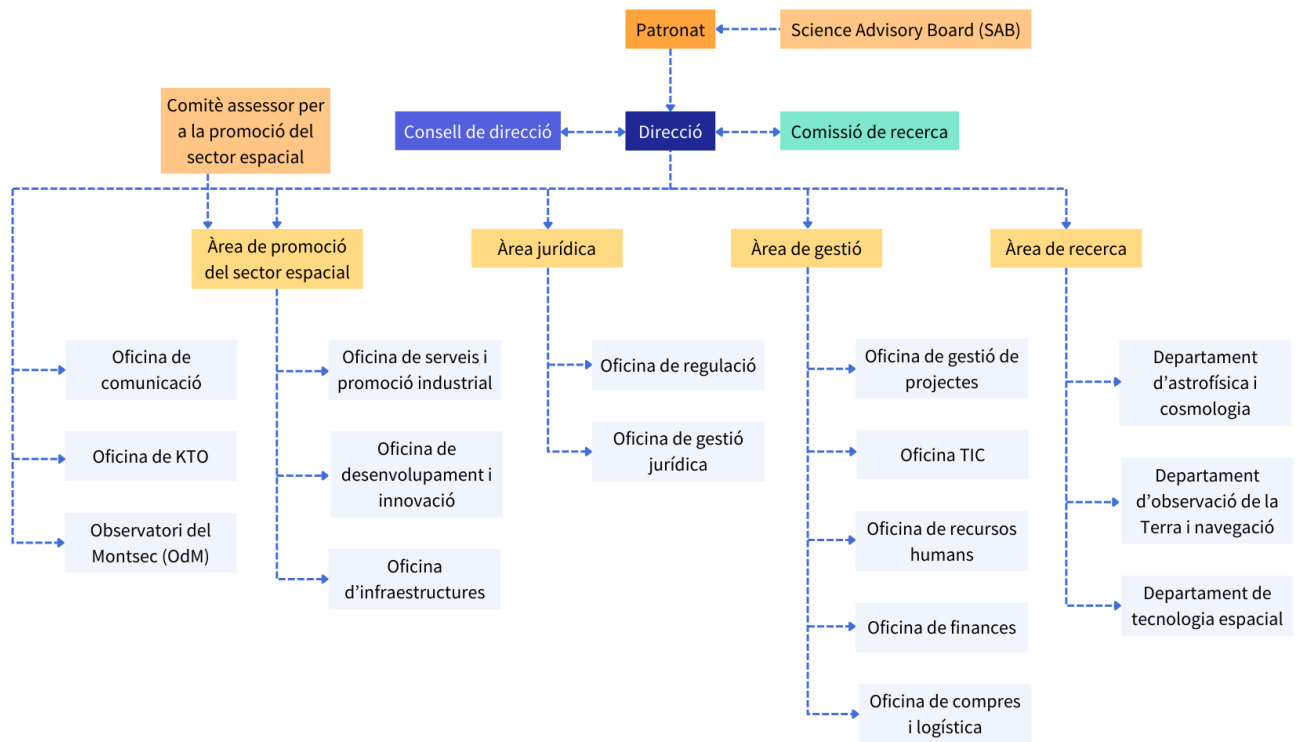 Patronat
Science Advisory Board (SAB)
Comitè assessor per
a la promoció del
sector espacial
Consell de direcció
Direcció
Comissió de recerca
Àrea de promoció
del sector espacial
Àrea jurídica
Àrea de gestió
Àrea de recerca
Oficina de
comunicació
Oficina de KTO
Observatori del
Montsec (OdM)
Oficina de serveis i
promoció industrial
Oficina de
desenvolupament i
innovació
Oficina
d’infraestructures
Oficina de regulació
Oficina de gestió
jurídica
Oficina de gestió de
projectes
Oficina TIC
Oficina de recursos
humans
Oficina de finances
Oficina de compres
i logística
Departament
d’astrofísica i
cosmologia
Departament
d’observació de la
Terra i navegació
Departament de
tecnologia espacial